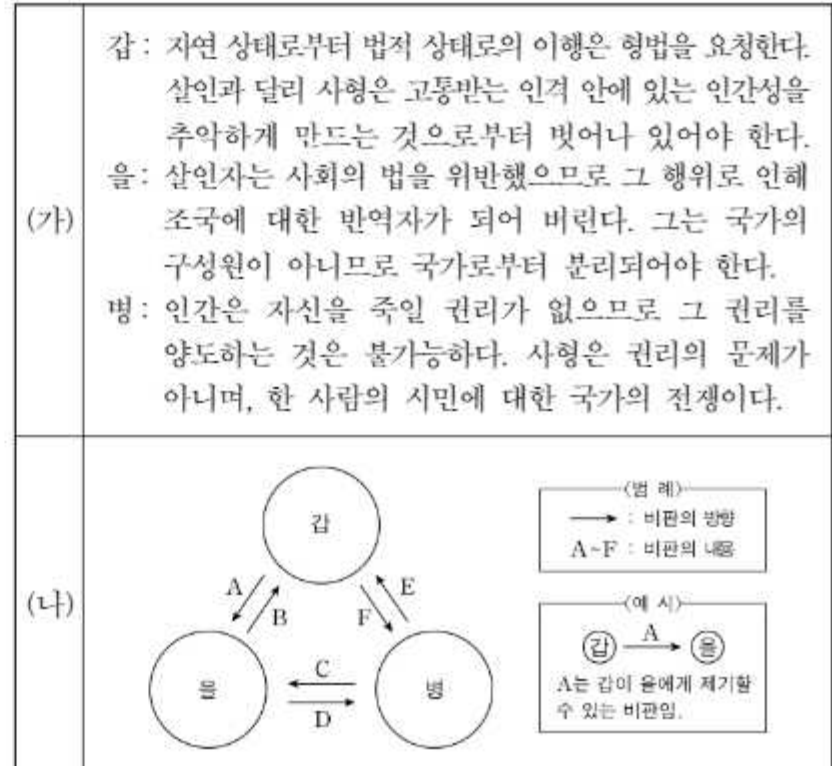 (가)
갑: 자연 상태로부터 법적 상태로의 이행은 형법을 요청한다.
살인과 달리 사형은 고통받는 인격 안에 있는 인간성을
추악하게 만드는 것으로부터 벗어나 있어야 한다.
을: 살인자는 사회의 법을 위반했으므로 그 행위로 인해
조국에 대한 반역자가 되어 버린다. 그는 국가의
구성원이 아니므로 국가로부터 분리되어야 한다.
병: 인간은 자신을 죽일 권리가 없으므로 그 권리를
양도하는 것은 불가능하다. 사형은 권리의 문제가
아니며, 한 사람의 시민에 대한 국가의 전쟁이다.
(나)
갑
A
B
E
F
을
C
D
병
<범 례>
→ : 비판의 방향
A~F : 비판의 내용
<예 시>
갑 A 을
A는 갑이 을에게 제기할
수 있는 비판임.